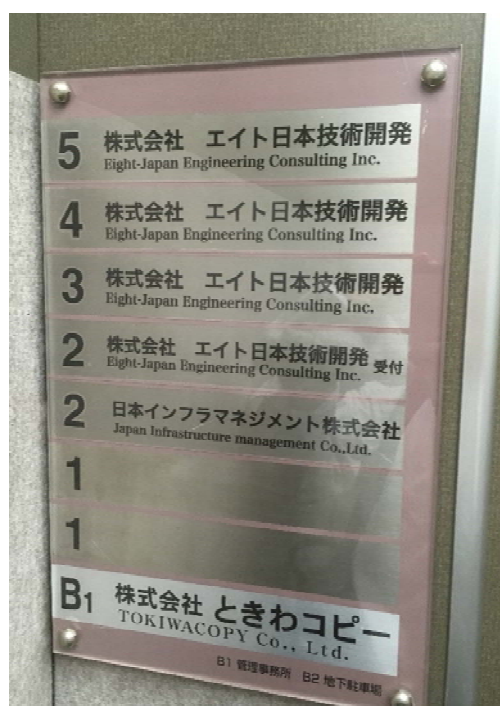 5 株式会社 エイト日本技術開発
Eight-Japan Engineering Consulting Inc.
4 株式会社 エイト日本技術開発
Eight-Japan Engineering Consulting Inc.
3 株式会社 エイト日本技術開発
Eight-Japan Engineering Consulting Inc.
2 株式会社 エイト日本技術開発 受付
Eight-Japan Engineering Consulting Inc.
2 日本インフラマネジメント株式会社
Japan Infrastructure management Co.,Ltd.
1
1
B1 株式会社 ときわコピー
TOKIWACOPY Co., Ltd.
B1 管理事務所 B2 地下駐車場